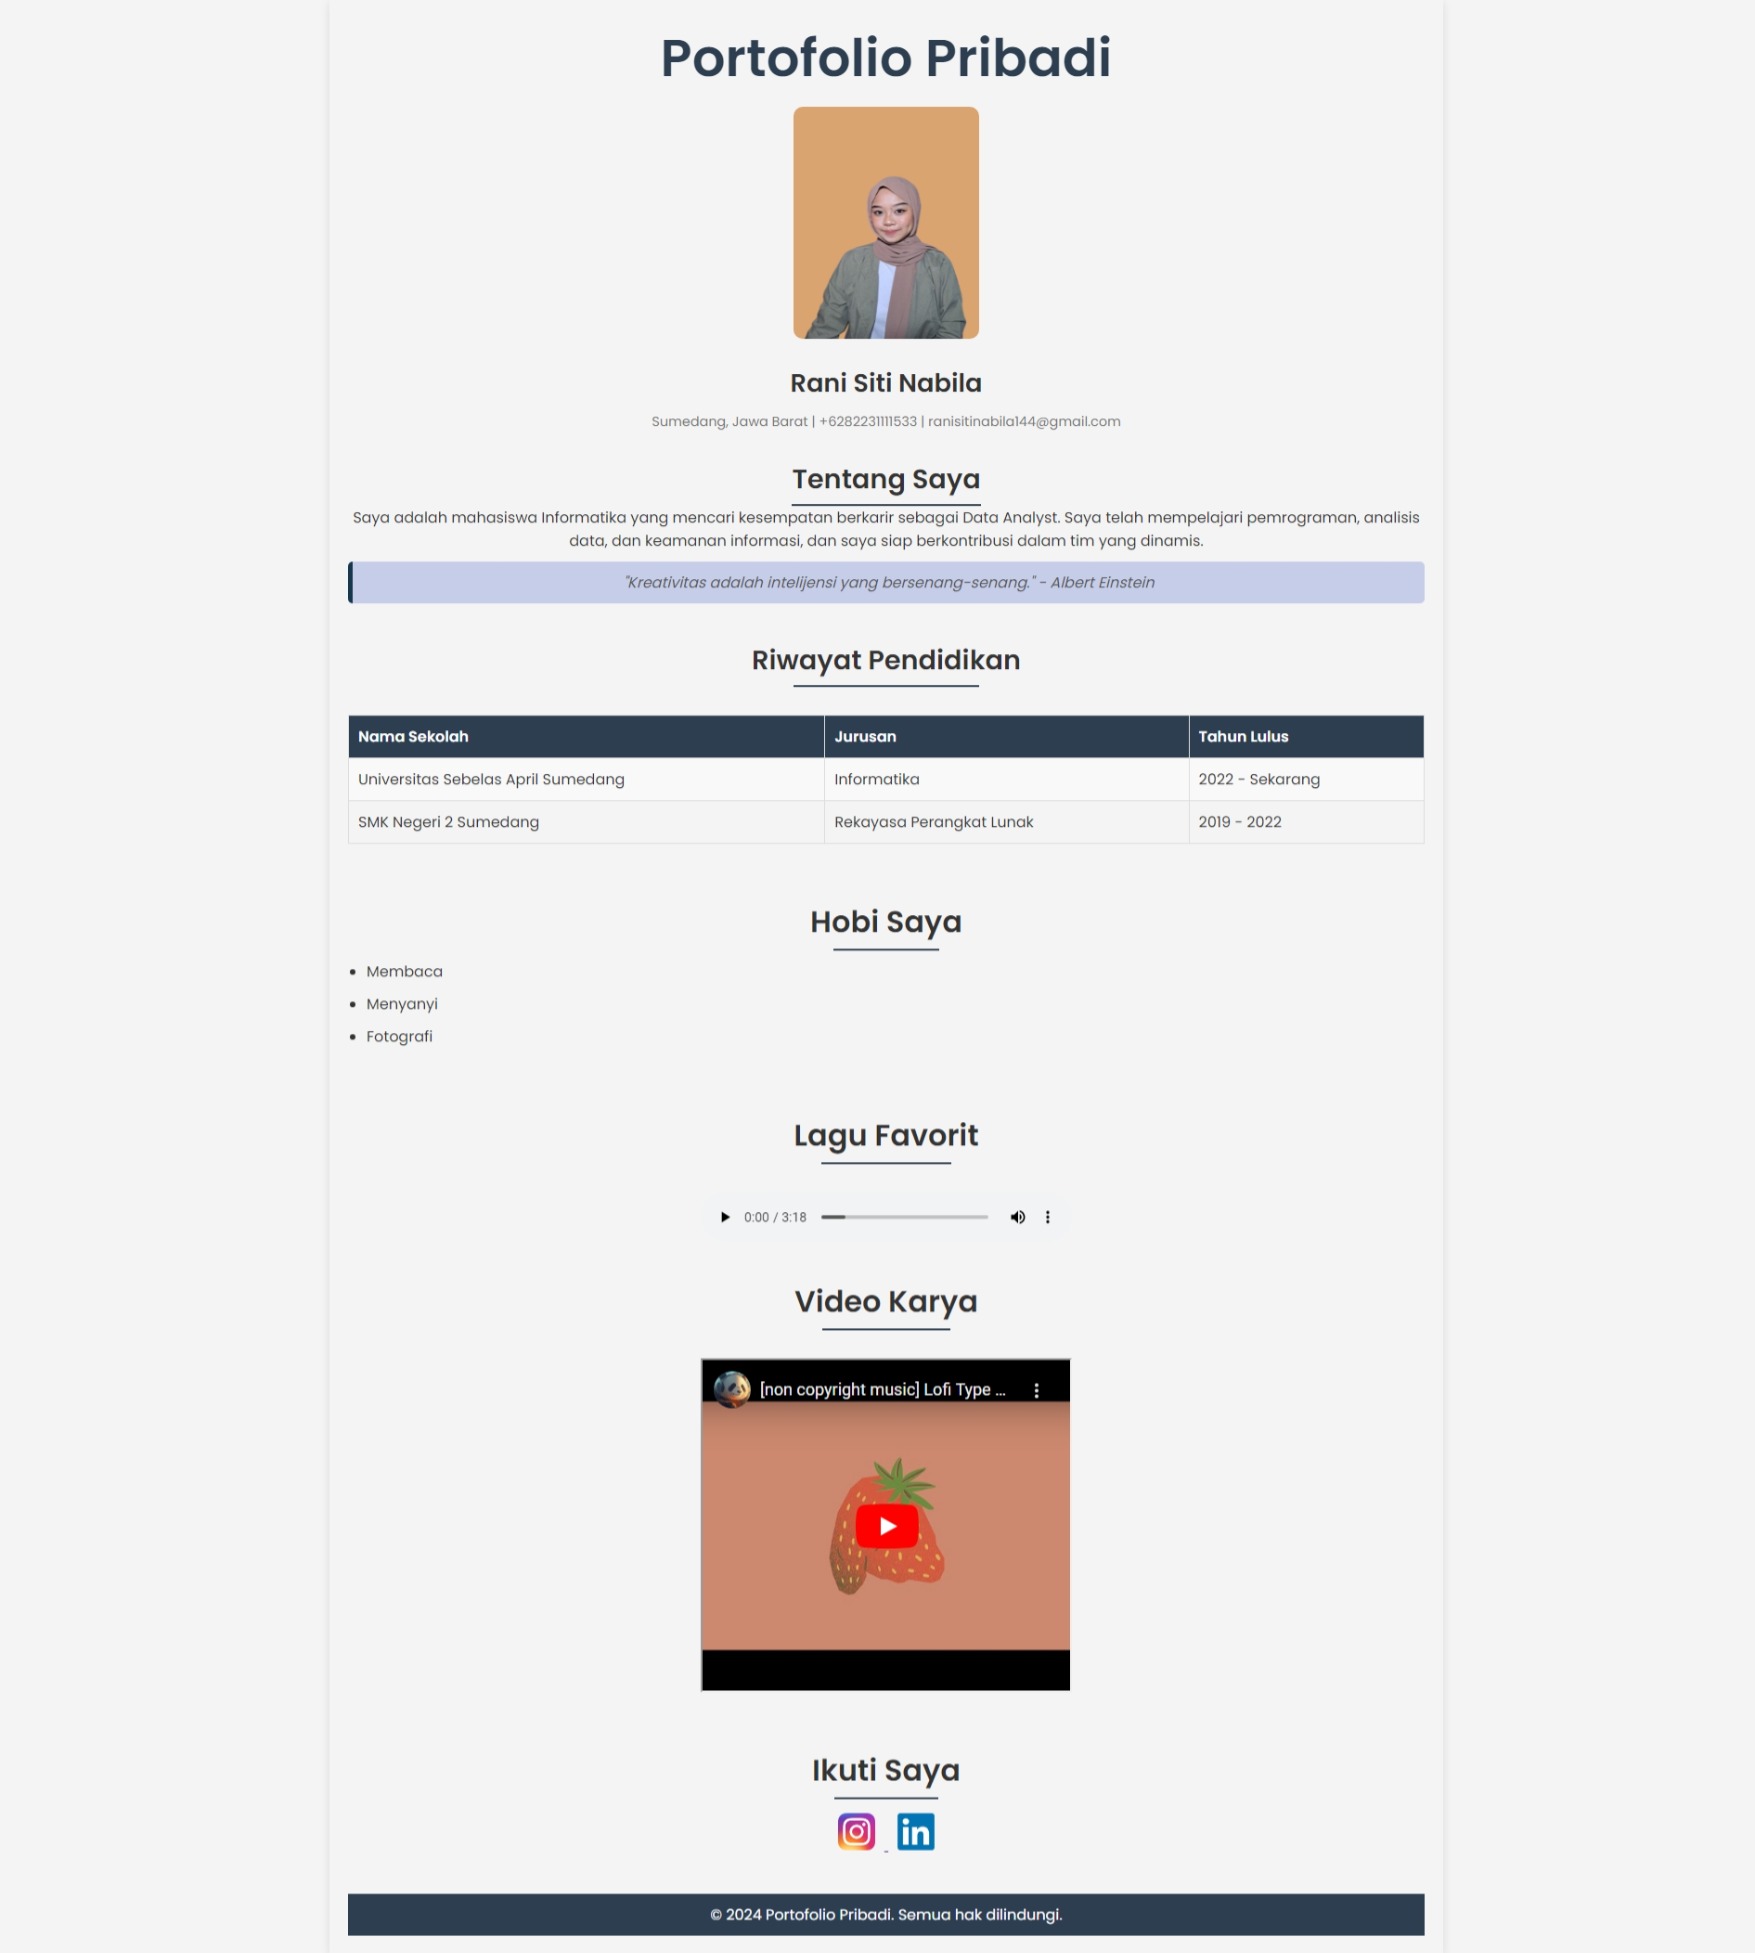 Portofolio Pribadi
Rani Siti Nabila
Sumedang, Jawa Barat | +6282231111533 | ranisitinabila144@gmail.com
Tentang Saya
Saya adalah mahasiswa Informatika yang mencari kesempatan berkarir sebagai Data Analyst. Saya telah mempelajari pemrograman, analisis
data, dan keamanan informasi, dan saya siap berkontribusi dalam tim yang dinamis.
"Kreativitas adalah intelijensi yang bersenang-senang." - Albert Einstein
Riwayat Pendidikan
Nama Sekolah Jurusan Tahun Lulus
Universitas Sebelas April Sumedang Informatika 2022 - Sekarang
SMK Negeri 2 Sumedang Rekayasa Perangkat Lunak 2019 - 2022
Hobi Saya
• Membaca
• Menyanyi
• Fotografi
Lagu Favorit
0:00 / 3:18
Video Karya
[non copyright music] Lofi Type ...
Ikuti Saya
in
© 2024 Portofolio Pribadi. Semua hak dilindungi.